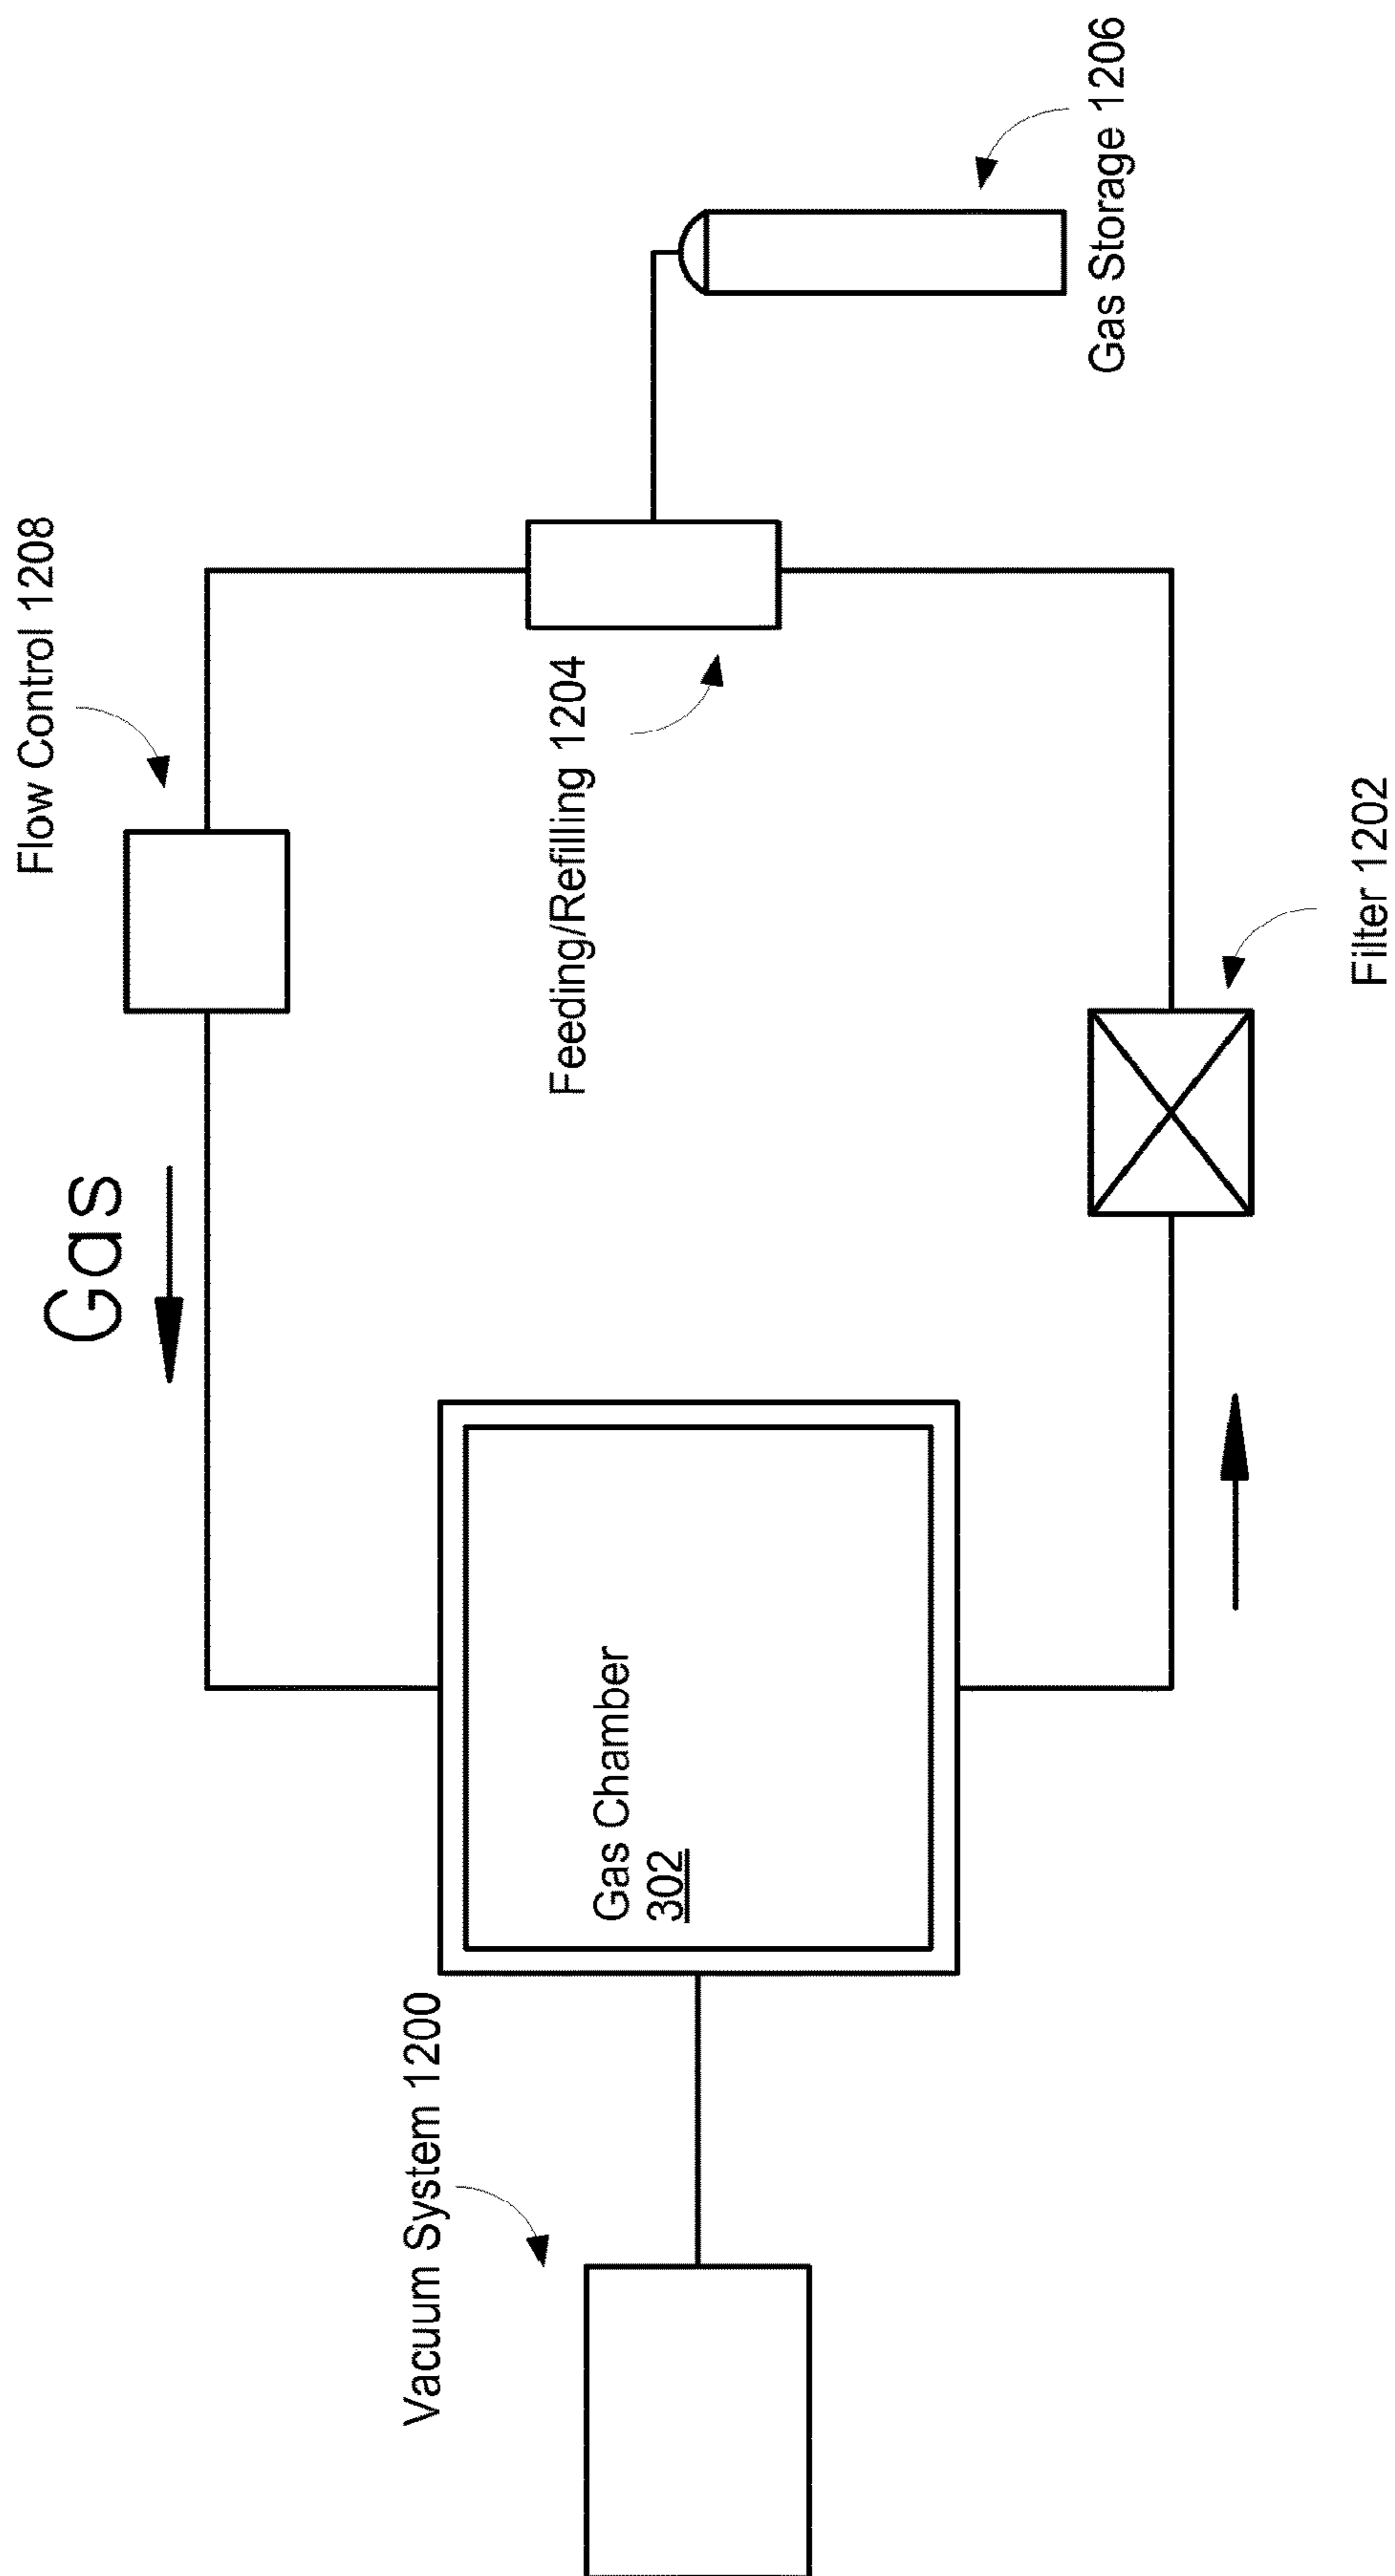 Flow Control 1208
Gas
Vacuum System 1200
Feeding/Refilling 1204
Gas Chamber
302
Gas Storage 1206
Filter 1202